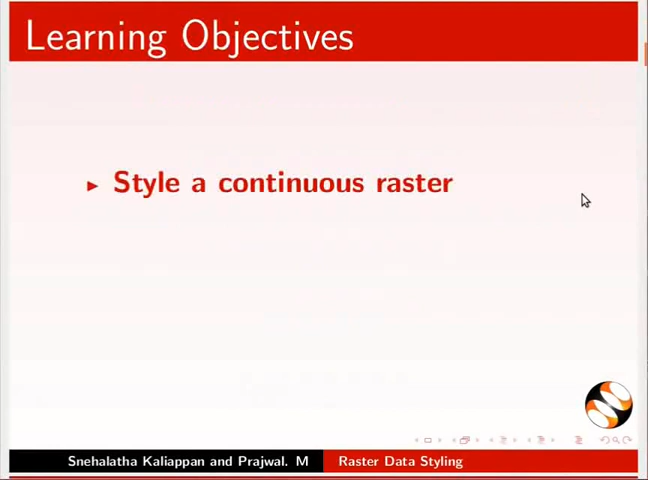 Learning Objectives
Style a continuous raster
Snehalatha Kaliappan and Prajwal. M
Raster Data Styling